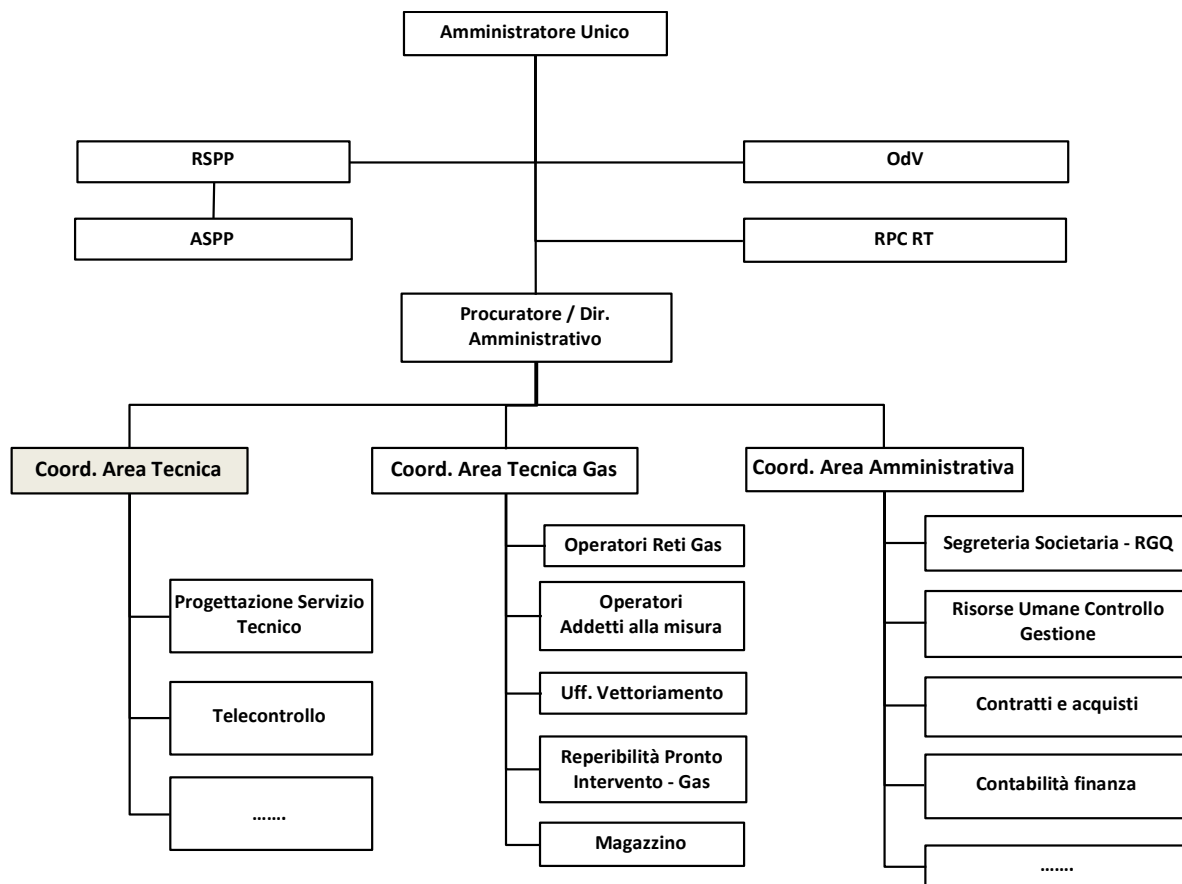 Amministratore Unico
RSPP
OdV
ASPP
RPC RT
Procuratore / Dir.
Amministrativo
Coord. Area Tecnica
Coord. Area Tecnica Gas
Coord. Area Amministrativa
Progettazione Servizio
Tecnico
Telecontrollo
.......
Operatori Reti Gas
Operatori
Addetti alla misura
Uff. Vettoriamento
Reperibilità Pronto
Intervento - Gas
Magazzino
Segreteria Societaria - RGQ
Risorse Umane Controllo
Gestione
Contratti e acquisti
Contabilità finanza
.......